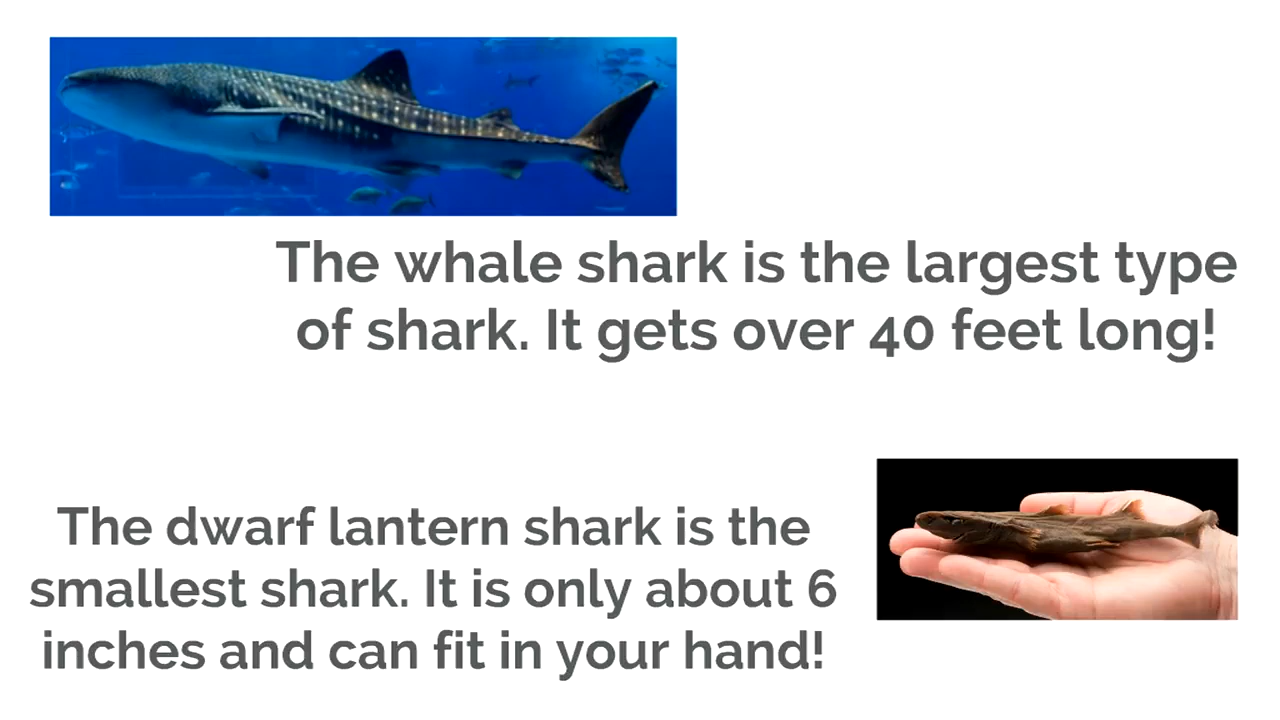 The whale shark is the largest type
of shark. It gets over 40 feet long!
The dwarf lantern shark is the
smallest shark. It is only about 6
inches and can fit in your hand!